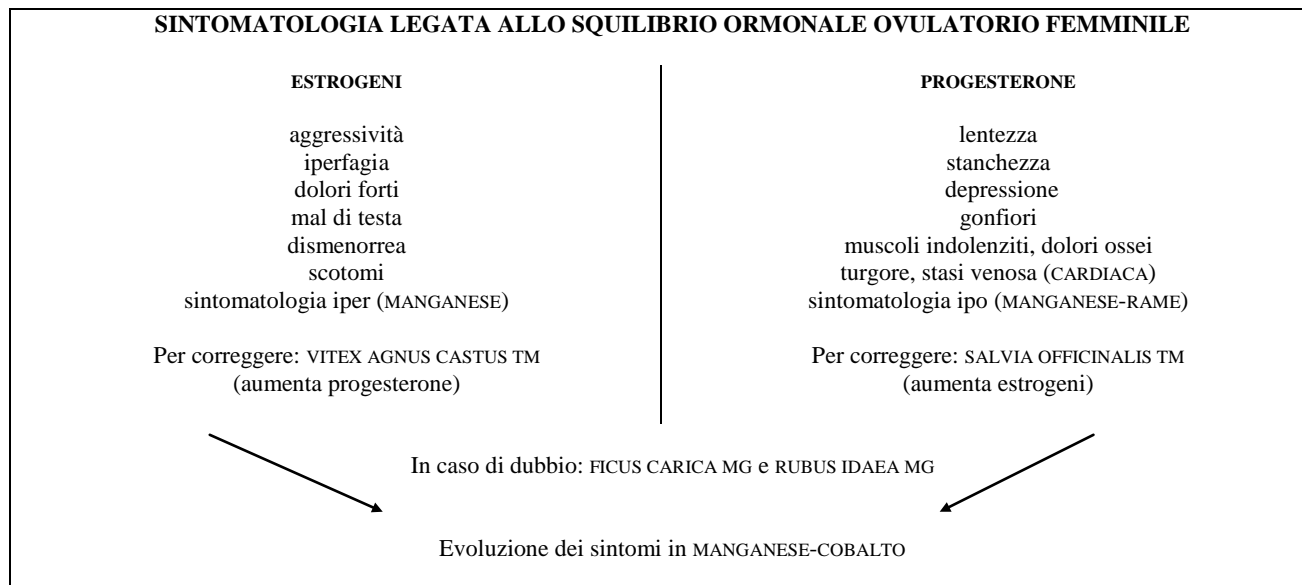 SINTOMATOLOGIA LEGATA ALLO SQUILIBRIO ORMONALE OVULATORIO FEMMINILE
ESTROGENI
aggressività
iperfagia
dolori forti
mal di testa
dismenorrea
scotomi
sintomatologia iper (MANGANESE)
Per correggere: VITEX AGNUS CASTUS TM
(aumenta progesterone)
PROGESTERONE
lentezza
stanchezza
depressione
gonfiori
muscoli indolenziti, dolori ossei
turgore, stasi venosa (CARDIACA)
sintomatologia ipo (MANGANESE-RAME)
Per correggere: SALVIA OFFICINALIS TM
(aumenta estrogeni)
In caso di dubbio: FICUS CARICA MG e RUBUS IDAEA MG
Evoluzione dei sintomi in MANGANESE-COBALTO